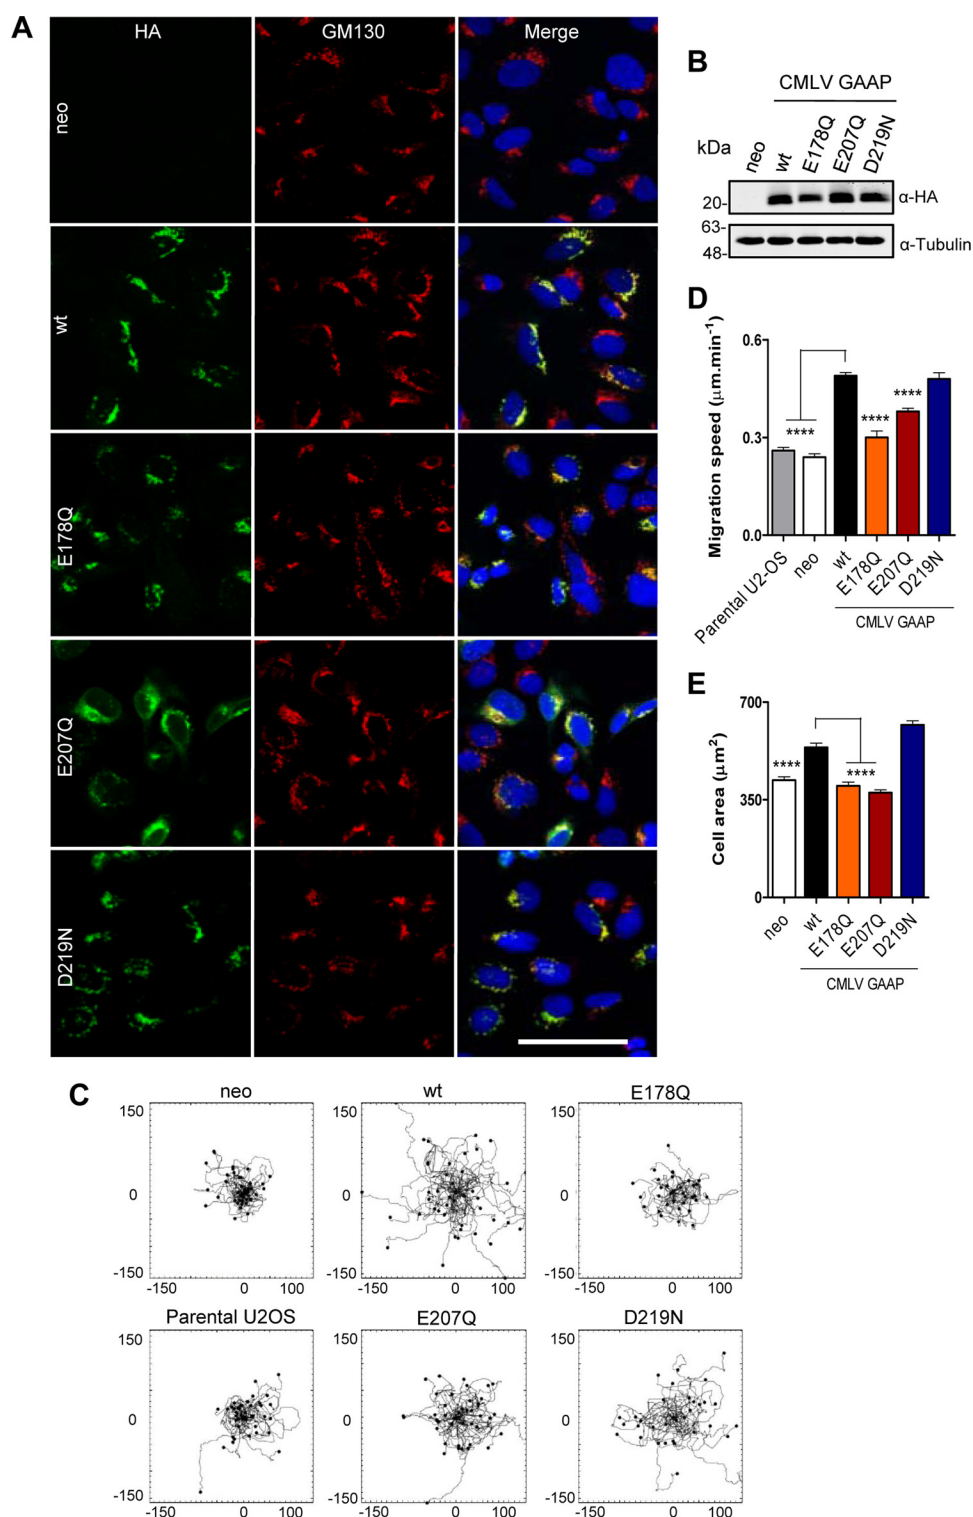 A
HA GM130 Merge
neo
wt
E178Q
E207Q
D219N
B
CMLV GAAP
kDa neo wt E178Q E207Q D219N
20- α-HA
63-
48- α-Tubulin
D
Migration speed (μm.min⁻¹)
0.6
0.3
0.0
**** **** ****
Parental U2-OS neo wt E178Q E207Q D219N
CMLV GAAP
E
Cell area (μm²)
700
350
0
**** ****
neo wt E178Q E207Q D219N
CMLV GAAP
C
neo wt E178Q
150 150 150
0 0 0
-150 -150 -150
-150 0 100 -150 0 100 -150 0 100
Parental U2OS E207Q D219N
150 150 150
0 0 0
-150 -150 -150
-150 0 100 -150 0 100 -150 0 100